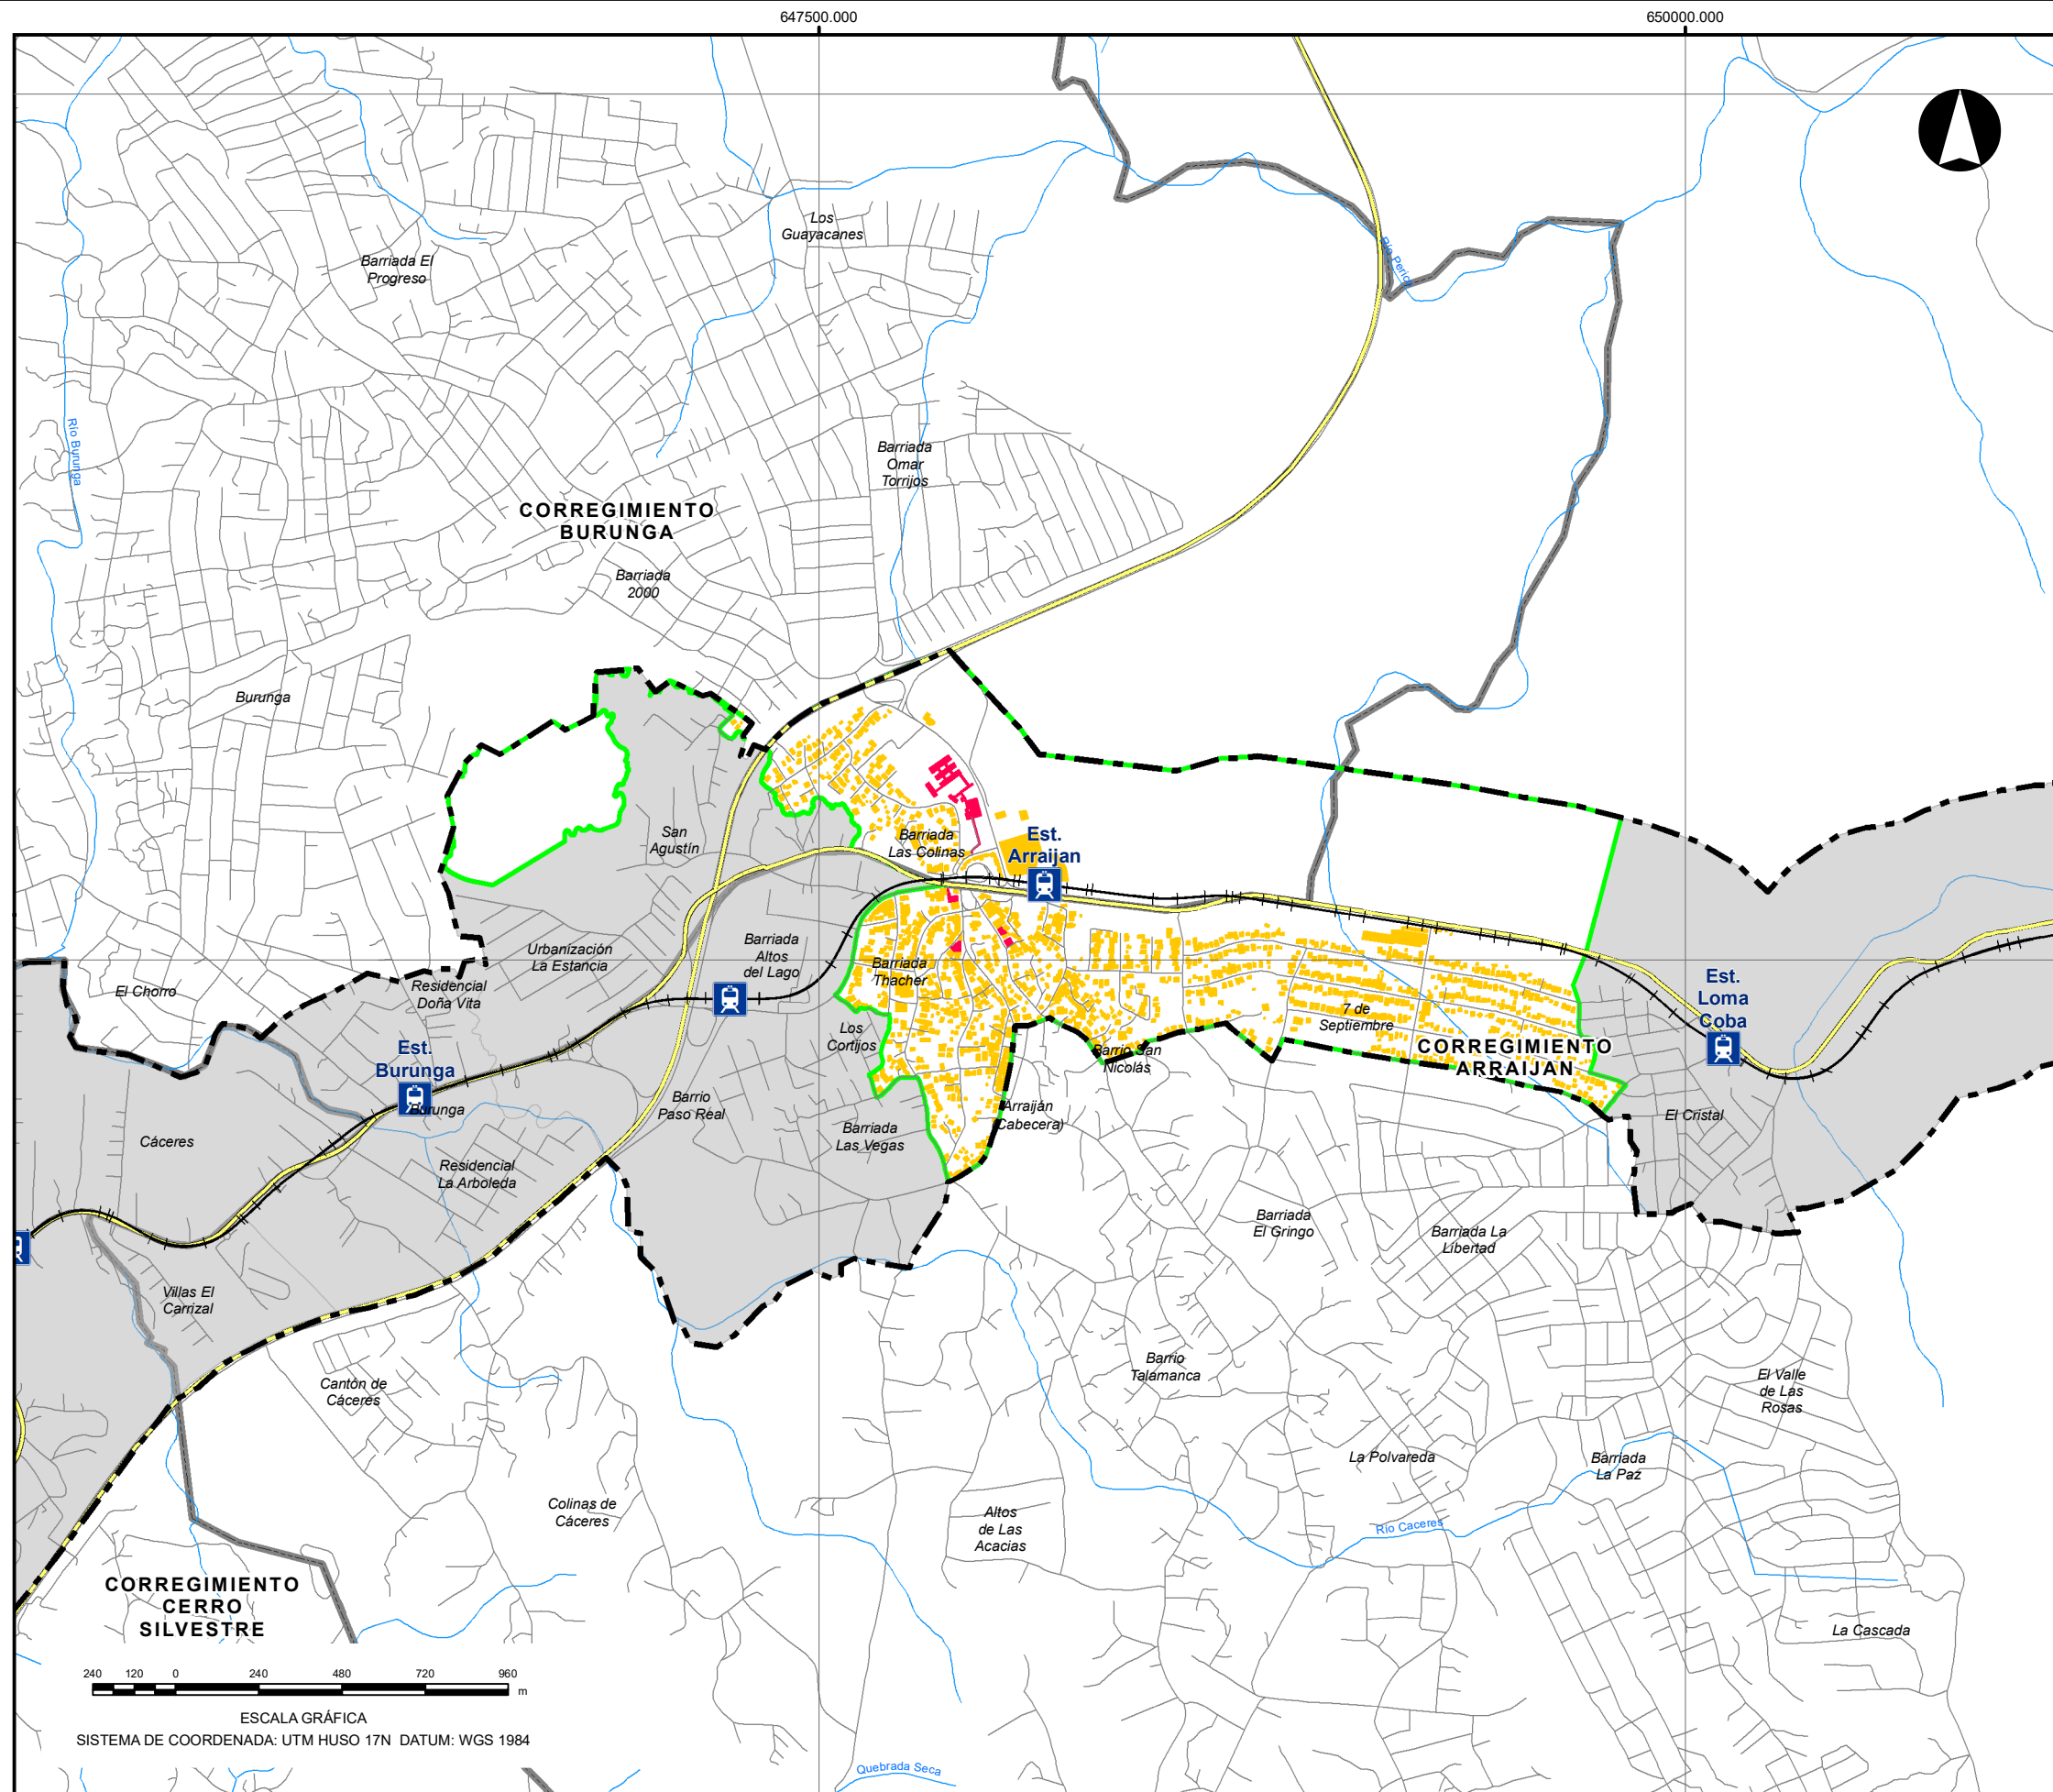 647500.000
650000.000
Los
Guayacanes
Barriada El
Progreso
Río Perico
Río Burunga
Barriada
Omar
Torrijos
CORREGIMIENTO
BURUNGA
Barriada
2000
Burunga
San
Agustín
Barriada
Las Colinas
Est.
Arraijan
Urbanización
La Estancia
Barriada
Altos
del Lago
Barriada
Thacher
El Chorro
Residencial
Doña Vita
Est.
Loma
Coba
7 de
Septiembre
Los
Cortijos
CORREGIMIENTO
ARRAIJAN
Est.
Burunga
Burunga
Barrio San
Nicolás
Barrio
Paso Real
Arraiján
(Cabecera)
El Cristal
Cáceres
Barriada
Las Vegas
Residencial
La Arboleda
Barriada
El Gringo
Barriada La
Libertad
Villas El
Carrizal
Barrio
Talamanca
Cantón de
Cáceres
El Valle
de Las
Rosas
La Polvareda
Barriada
La Paz
Colinas de
Cáceres
Altos
de Las
Acacias
Río Caceres
CORREGIMIENTO
CERRO
SILVESTRE
La Cascada
240 120 0 240 480 720 960
m
ESCALA GRÁFICA
SISTEMA DE COORDENADA: UTM HUSO 17N DATUM: WGS 1984
Quebrada Seca